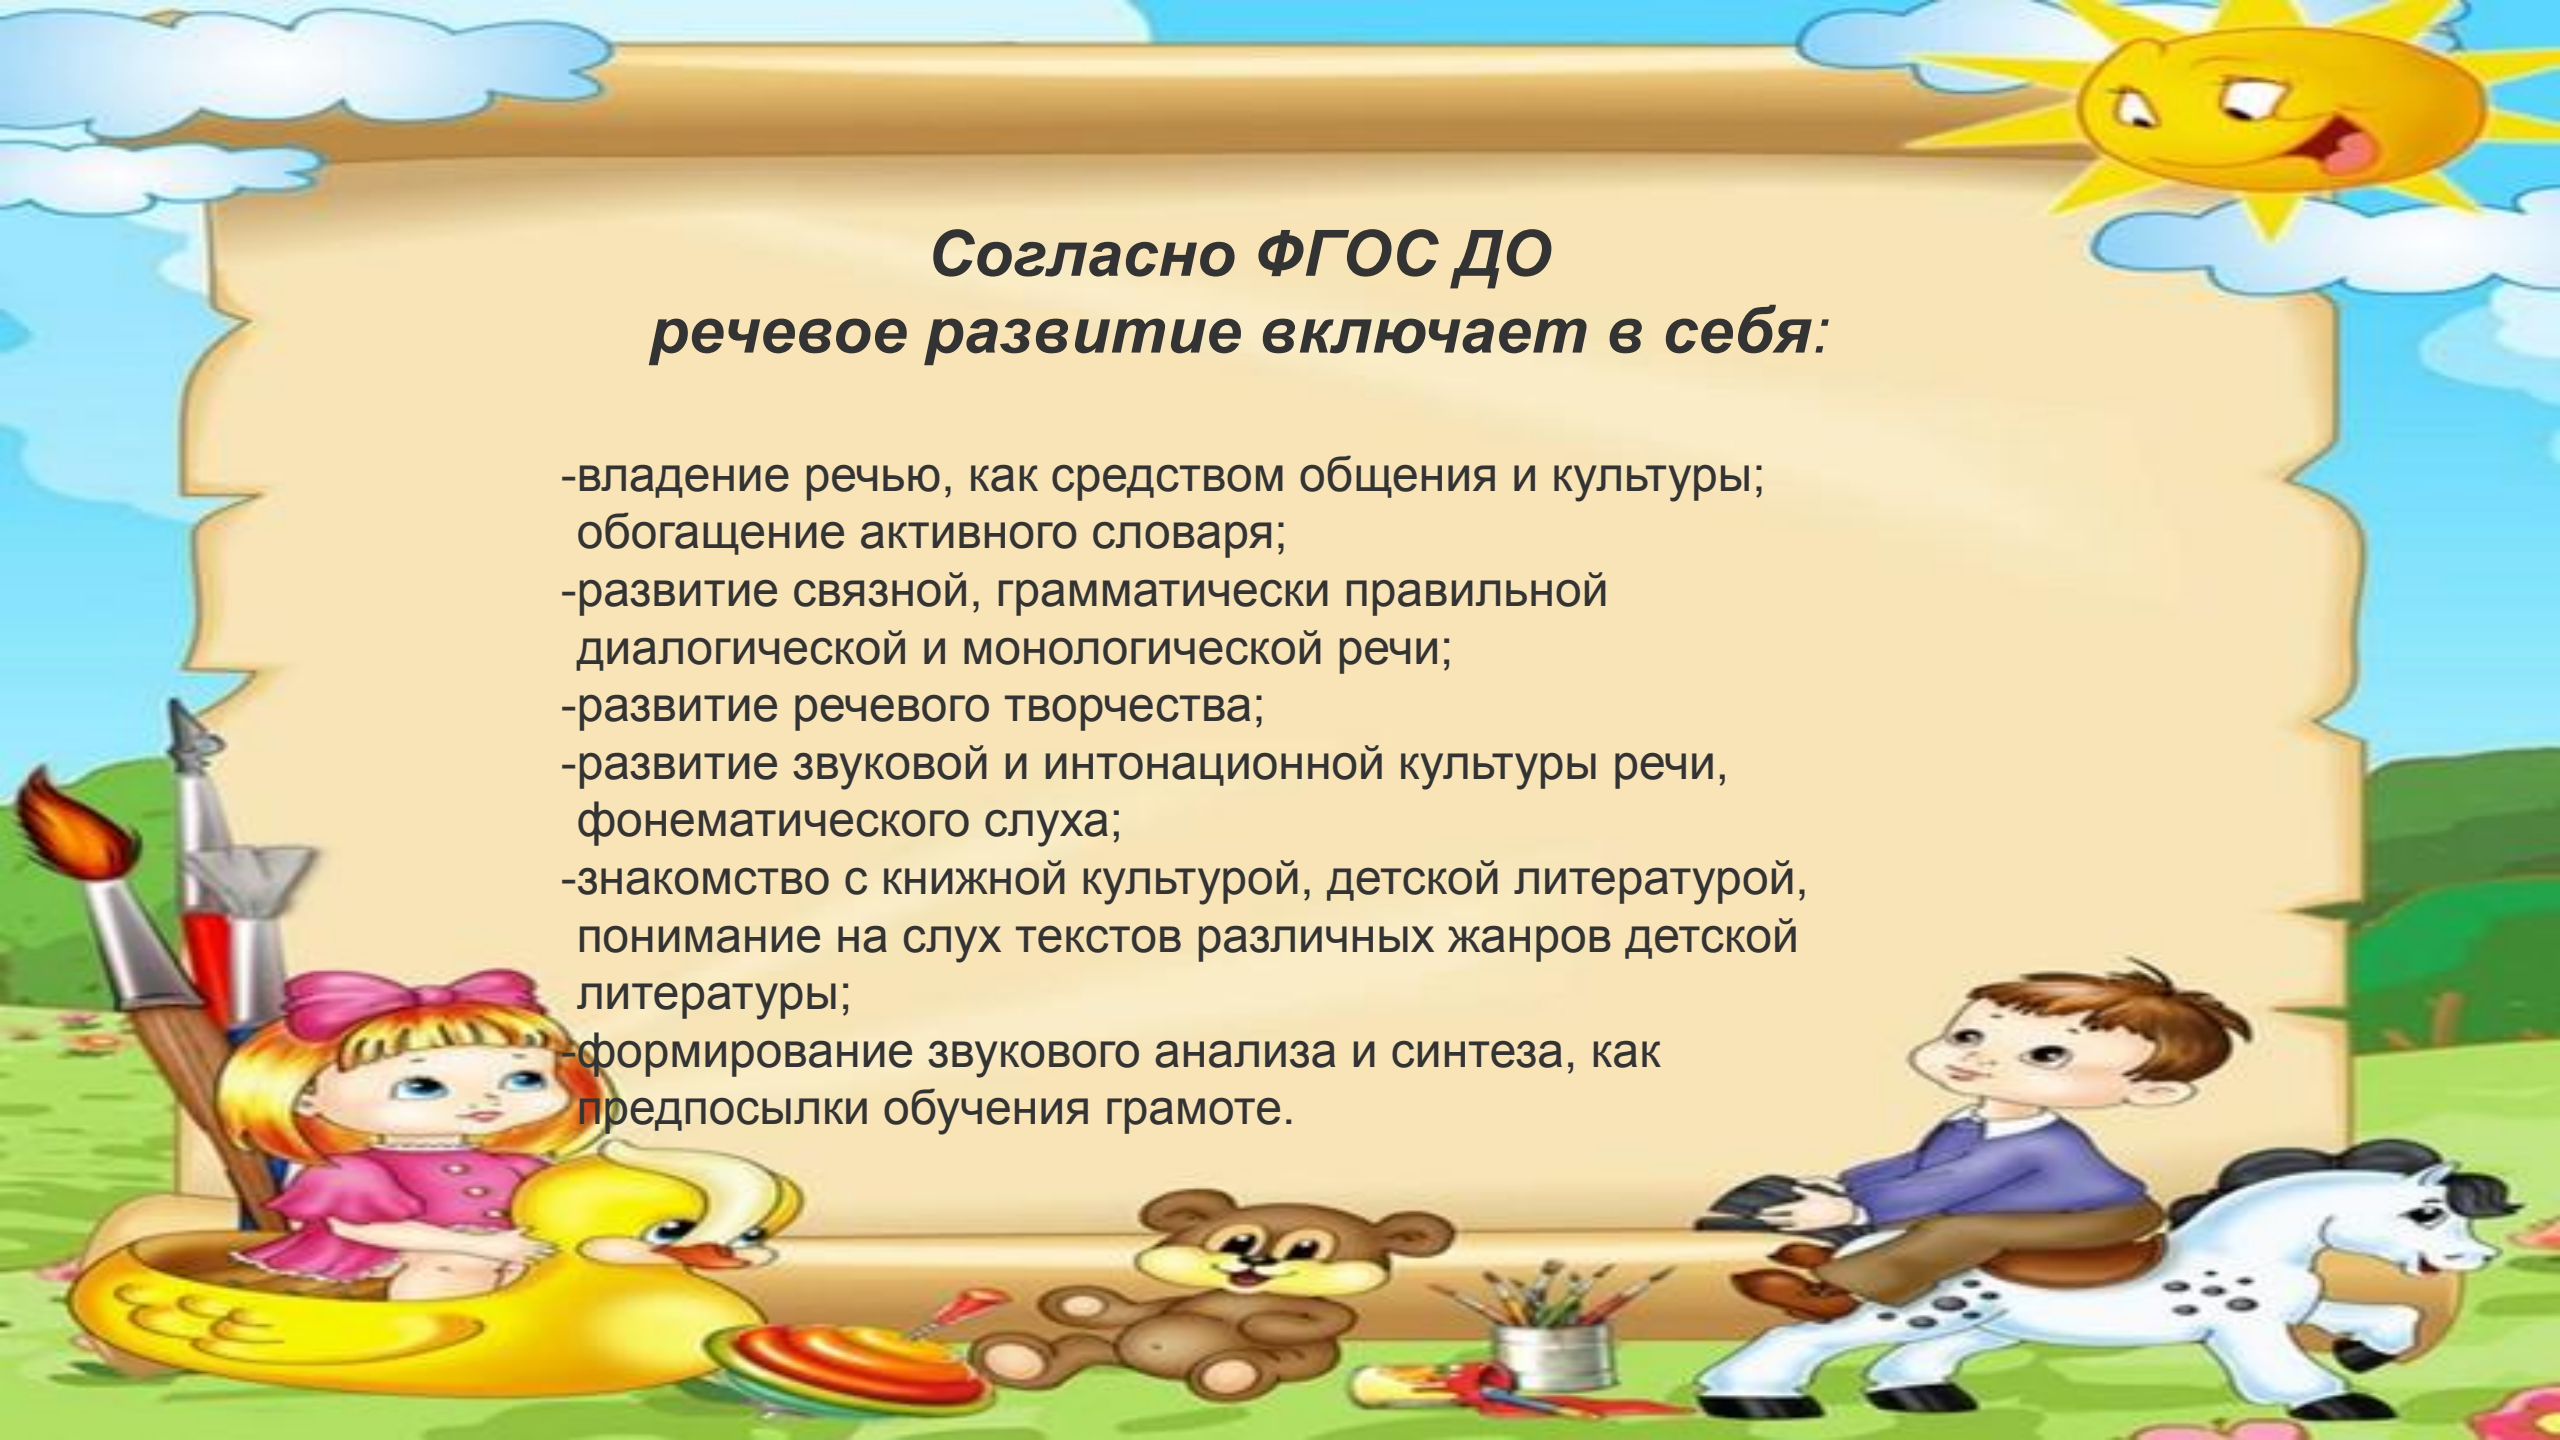 Согласно ФГОС ДО
речевое развитие включает в себя:
-владение речью, как средством общения и культуры;
обогащение активного словаря;
-развитие связной, грамматически правильной
диалогической и монологической речи;
-развитие речевого творчества;
-развитие звуковой и интонационной культуры речи,
фонематического слуха;
-знакомство с книжной культурой, детской литературой,
понимание на слух текстов различных жанров детской
литературы;
-формирование звукового анализа и синтеза, как
предпосылки обучения грамоте.